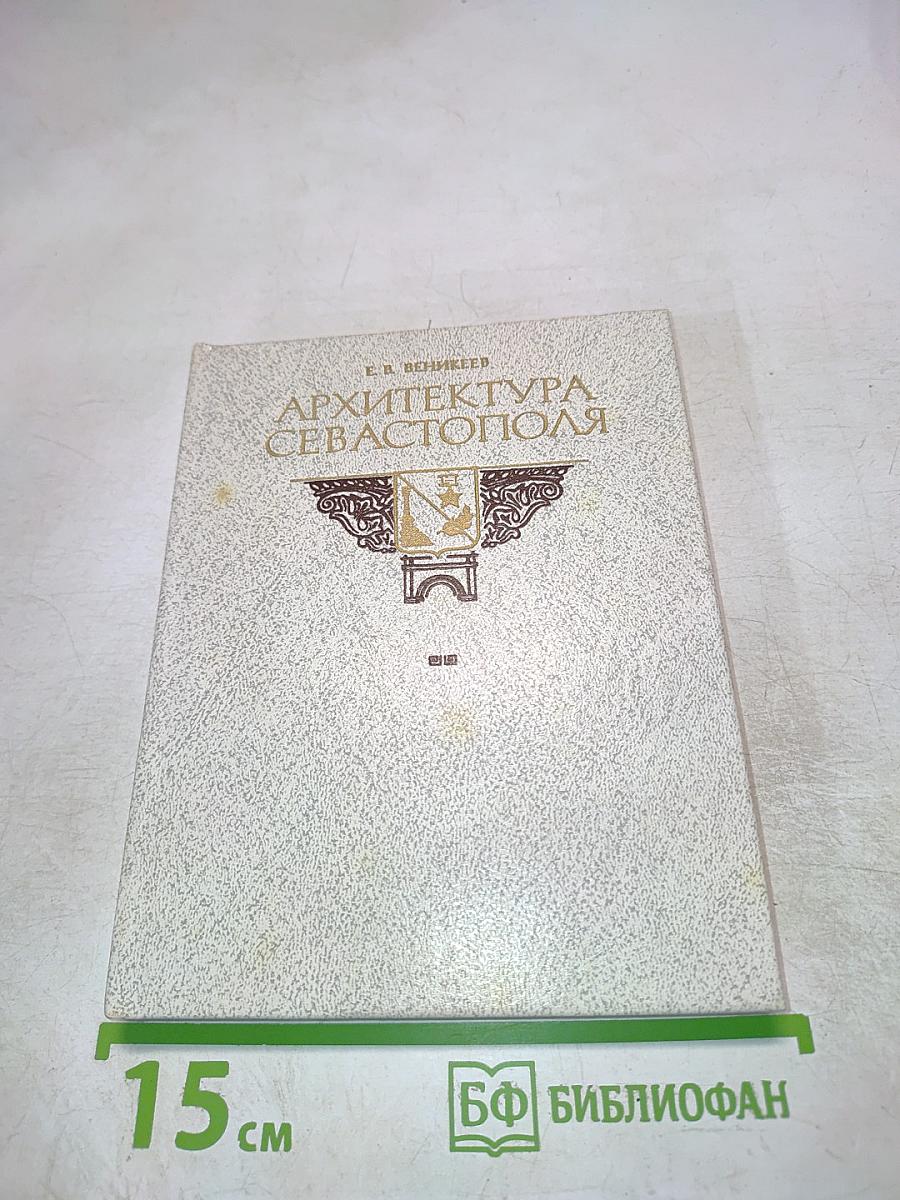 Е. В. ВЕНИКЕЕВ
АРХИТЕКТУРА
СЕВАСТОПОЛЯ
15 см
БФ БИБЛИОФАН